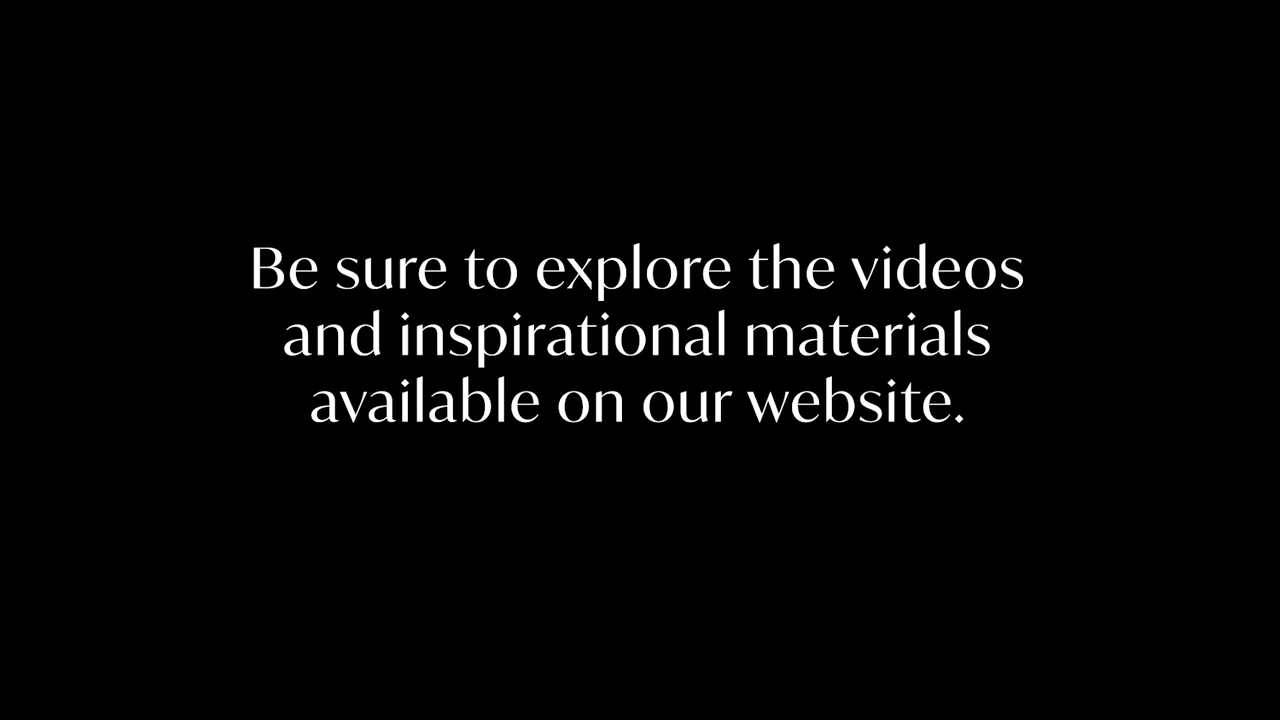 Be sure to explore the videos
and inspirational materials
available on our website.